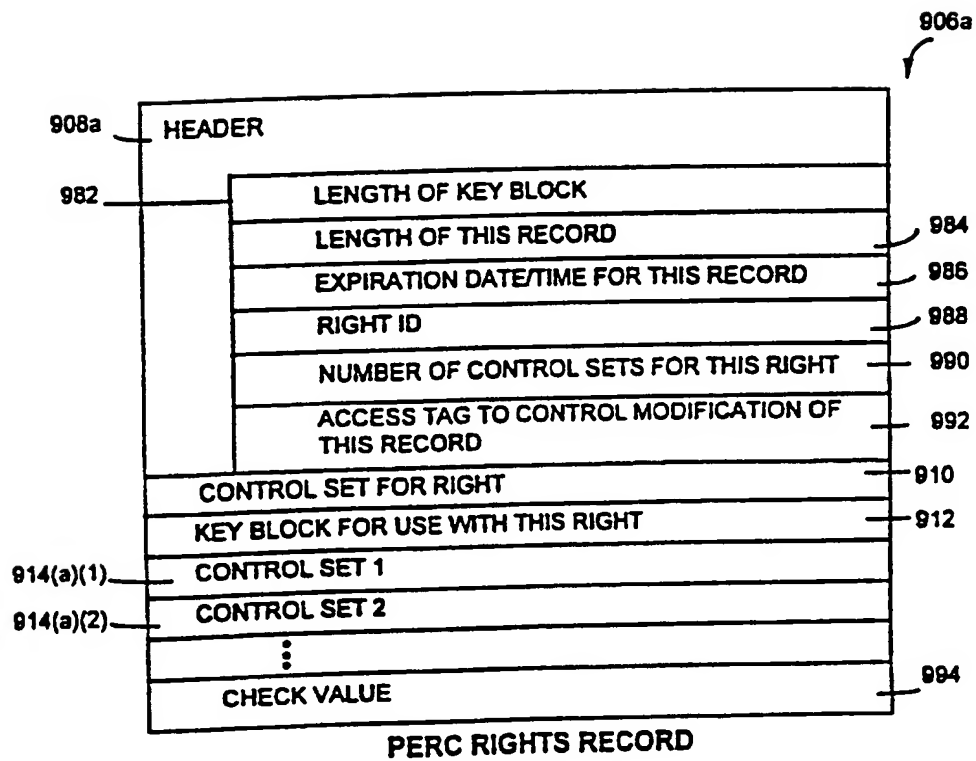 906a
908a HEADER
982 LENGTH OF KEY BLOCK
LENGTH OF THIS RECORD 984
EXPIRATION DATE/TIME FOR THIS RECORD 986
RIGHT ID 988
NUMBER OF CONTROL SETS FOR THIS RIGHT 990
ACCESS TAG TO CONTROL MODIFICATION OF
THIS RECORD 992
CONTROL SET FOR RIGHT 910
KEY BLOCK FOR USE WITH THIS RIGHT 912
914(a)(1) CONTROL SET 1
914(a)(2) CONTROL SET 2
CHECK VALUE 994
PERC RIGHTS RECORD